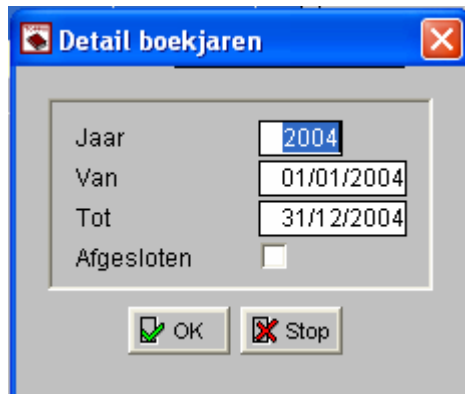 Detail boekjaren
Jaar 2004
Van 01/01/2004
Tot 31/12/2004
Afgesloten
OK Stop